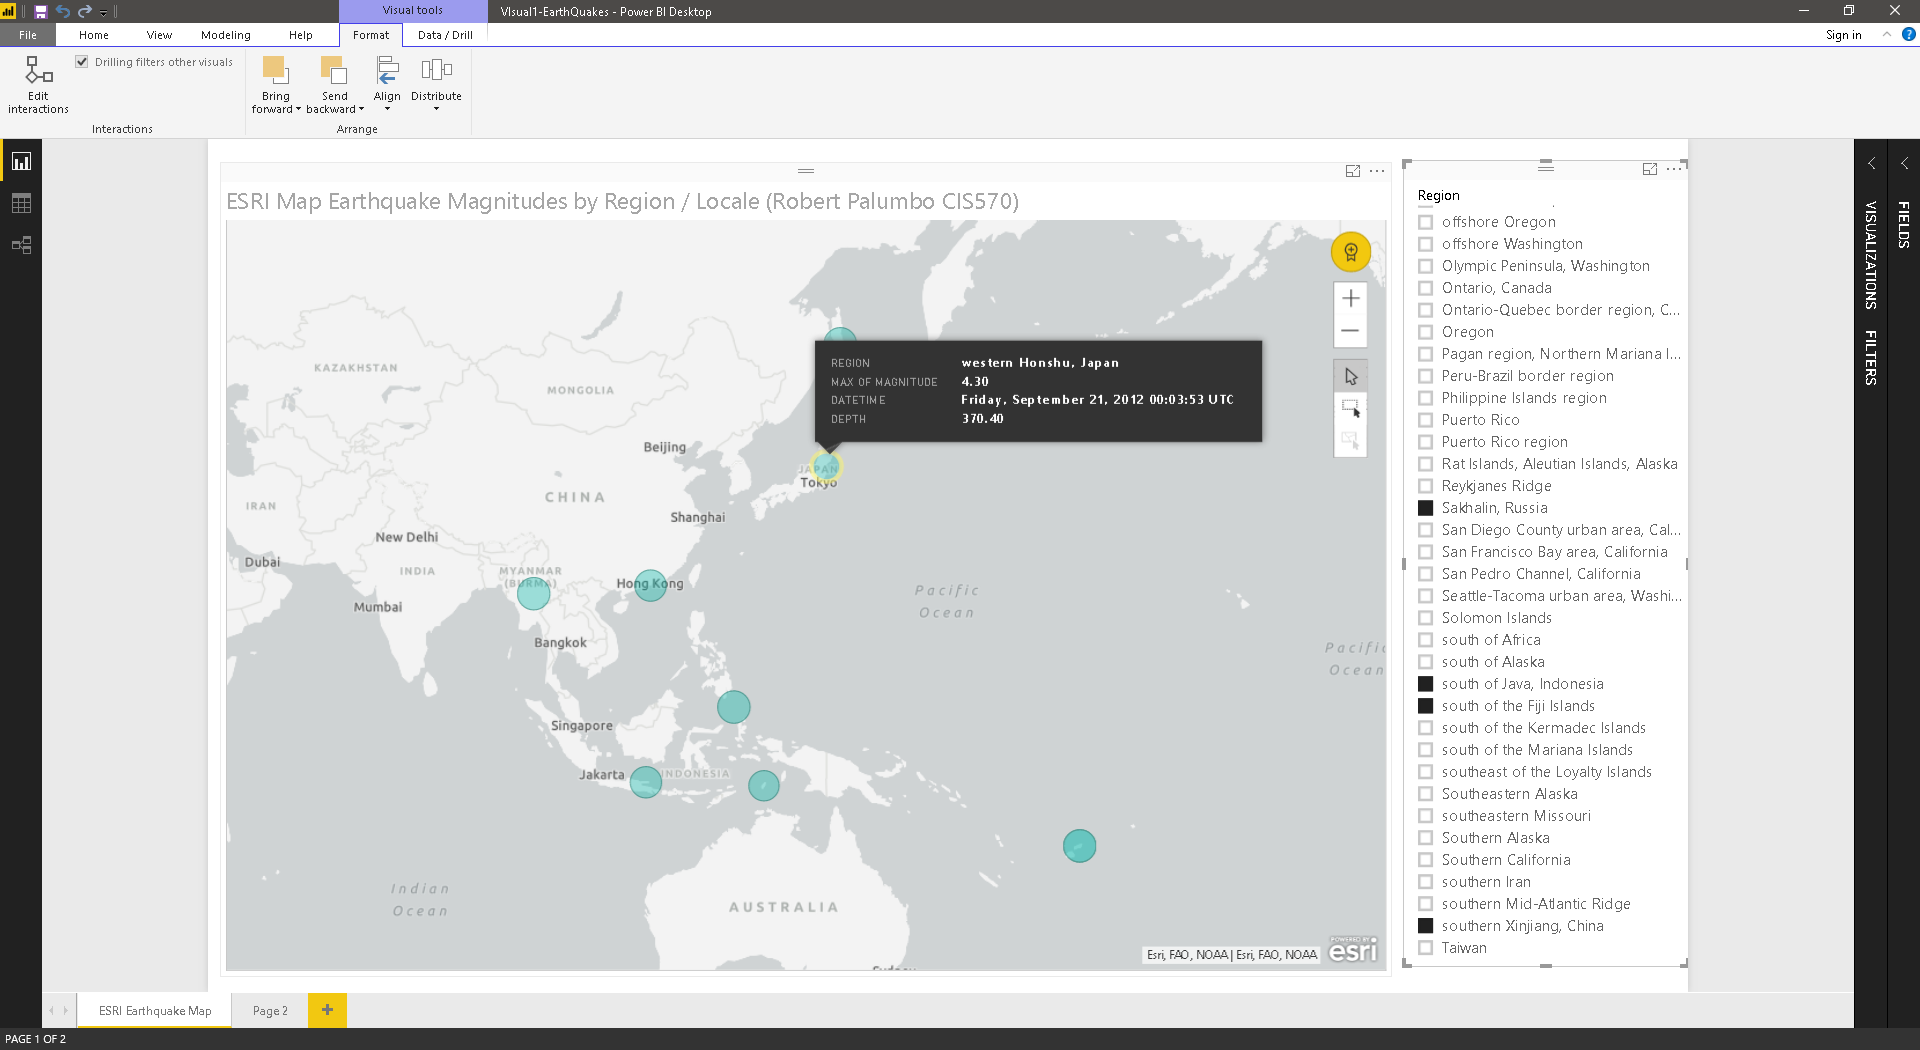 Visual tools
VIsual1-EarthQuakes - Power BI Desktop
File
Home
View
Modeling
Help
Format
Data / Drill
Sign in
?
Edit interactions
Drilling filters other visuals
Interactions
Bring forward
Send backward
Align
Distribute
Arrange
ESRI Map Earthquake Magnitudes by Region / Locale (Robert Palumbo CIS570)
REGION western Honshu, Japan
MAX OF MAGNITUDE 4.30
DATETIME Friday, September 21, 2012 00:03:53 UTC
DEPTH 370.40
KAZAKHSTAN
MONGOLIA
Beijing
JAPAN
Tokyo
CHINA
IRAN
Shanghai
New Delhi
Dubai
INDIA
MYANMAR
(BURMA)
Hong Kong
Mumbai
Pacific
Ocean
Bangkok
Pacific
Ocean
Singapore
Jakarta
INDONESIA
Indian
Ocean
AUSTRALIA
Sydney
Esri, FAO, NOAA | Esri, FAO, NOAA
POWERED BY
esri
Region
offshore Oregon
offshore Washington
Olympic Peninsula, Washington
Ontario, Canada
Ontario-Quebec border region, C...
Oregon
Pagan region, Northern Mariana I...
Peru-Brazil border region
Philippine Islands region
Puerto Rico
Puerto Rico region
Rat Islands, Aleutian Islands, Alaska
Reykjanes Ridge
Sakhalin, Russia
San Diego County urban area, Cal...
San Francisco Bay area, California
San Pedro Channel, California
Seattle-Tacoma urban area, Washi...
Solomon Islands
south of Africa
south of Alaska
south of Java, Indonesia
south of the Fiji Islands
south of the Kermadec Islands
south of the Mariana Islands
southeast of the Loyalty Islands
Southeastern Alaska
southeastern Missouri
Southern Alaska
Southern California
southern Iran
southern Mid-Atlantic Ridge
southern Xinjiang, China
Taiwan
VISUALIZATIONS
FILTERS
FIELDS
ESRI Earthquake Map
Page 2
+
PAGE 1 OF 2